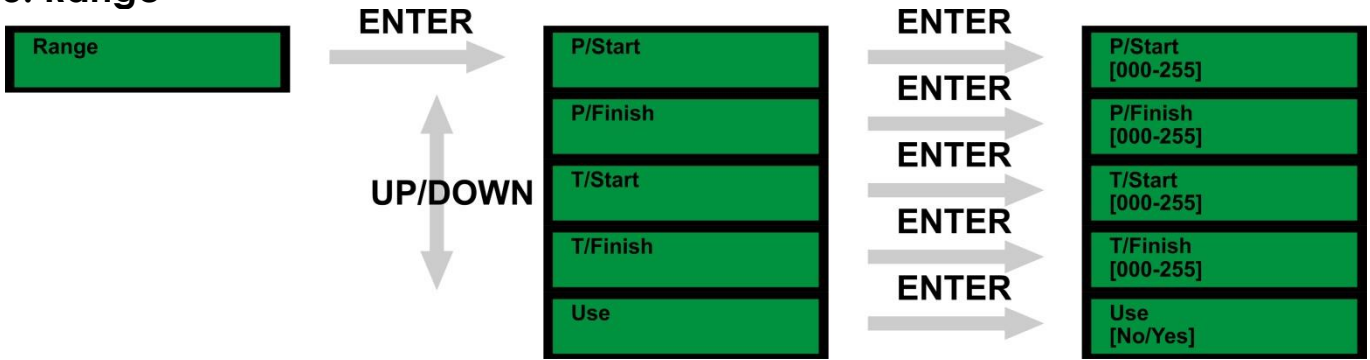 Range
ENTER
ENTER
Range
P/Start
P/Start
[000-255]
ENTER
P/Finish
P/Finish
[000-255]
ENTER
UP/DOWN
T/Start
T/Start
[000-255]
ENTER
T/Finish
T/Finish
[000-255]
ENTER
Use
Use
[No/Yes]